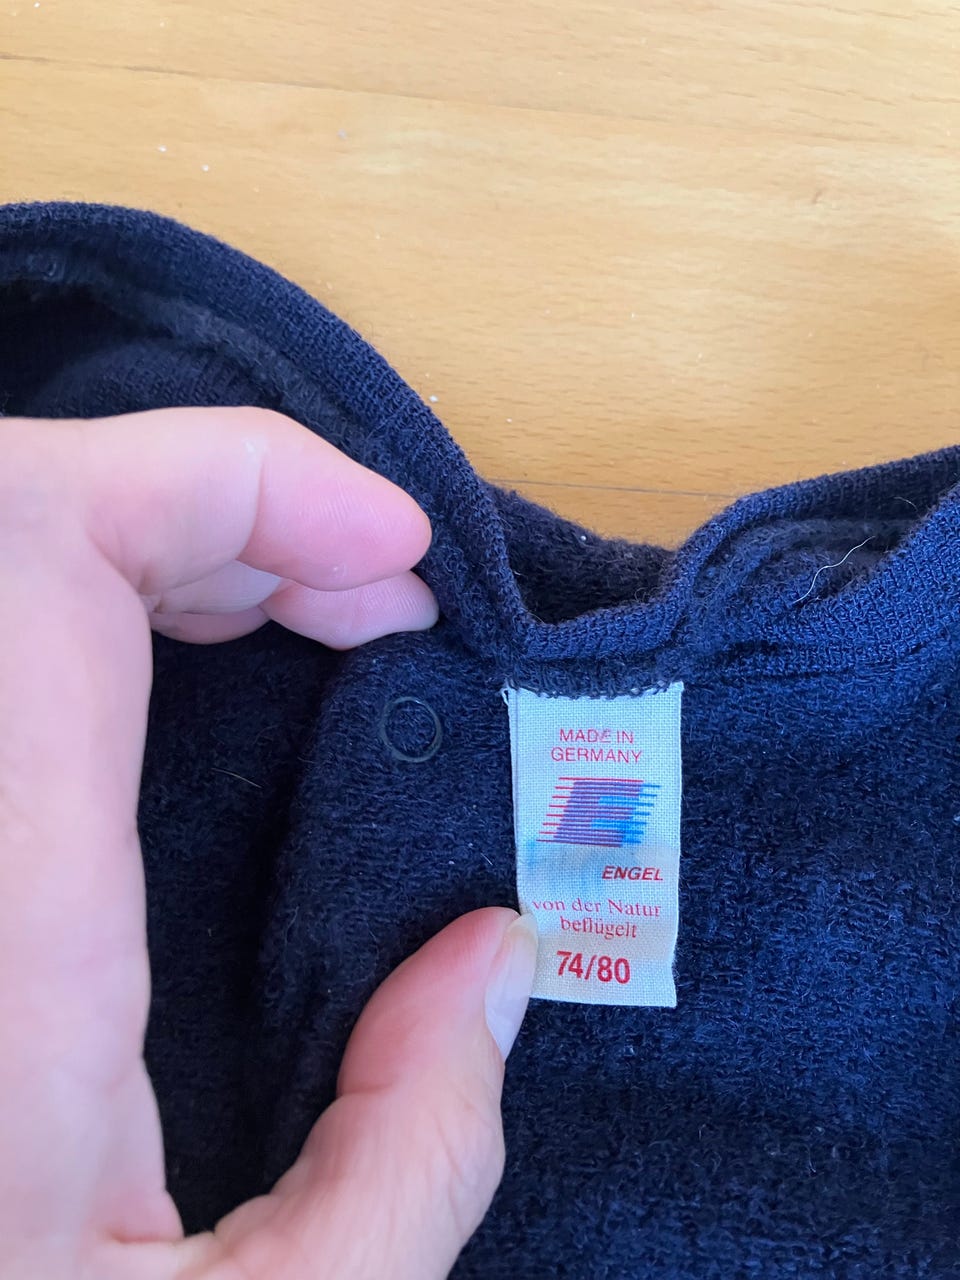 MADE IN
GERMANY
ENGEL
von der Natur
beflügelt
74/80